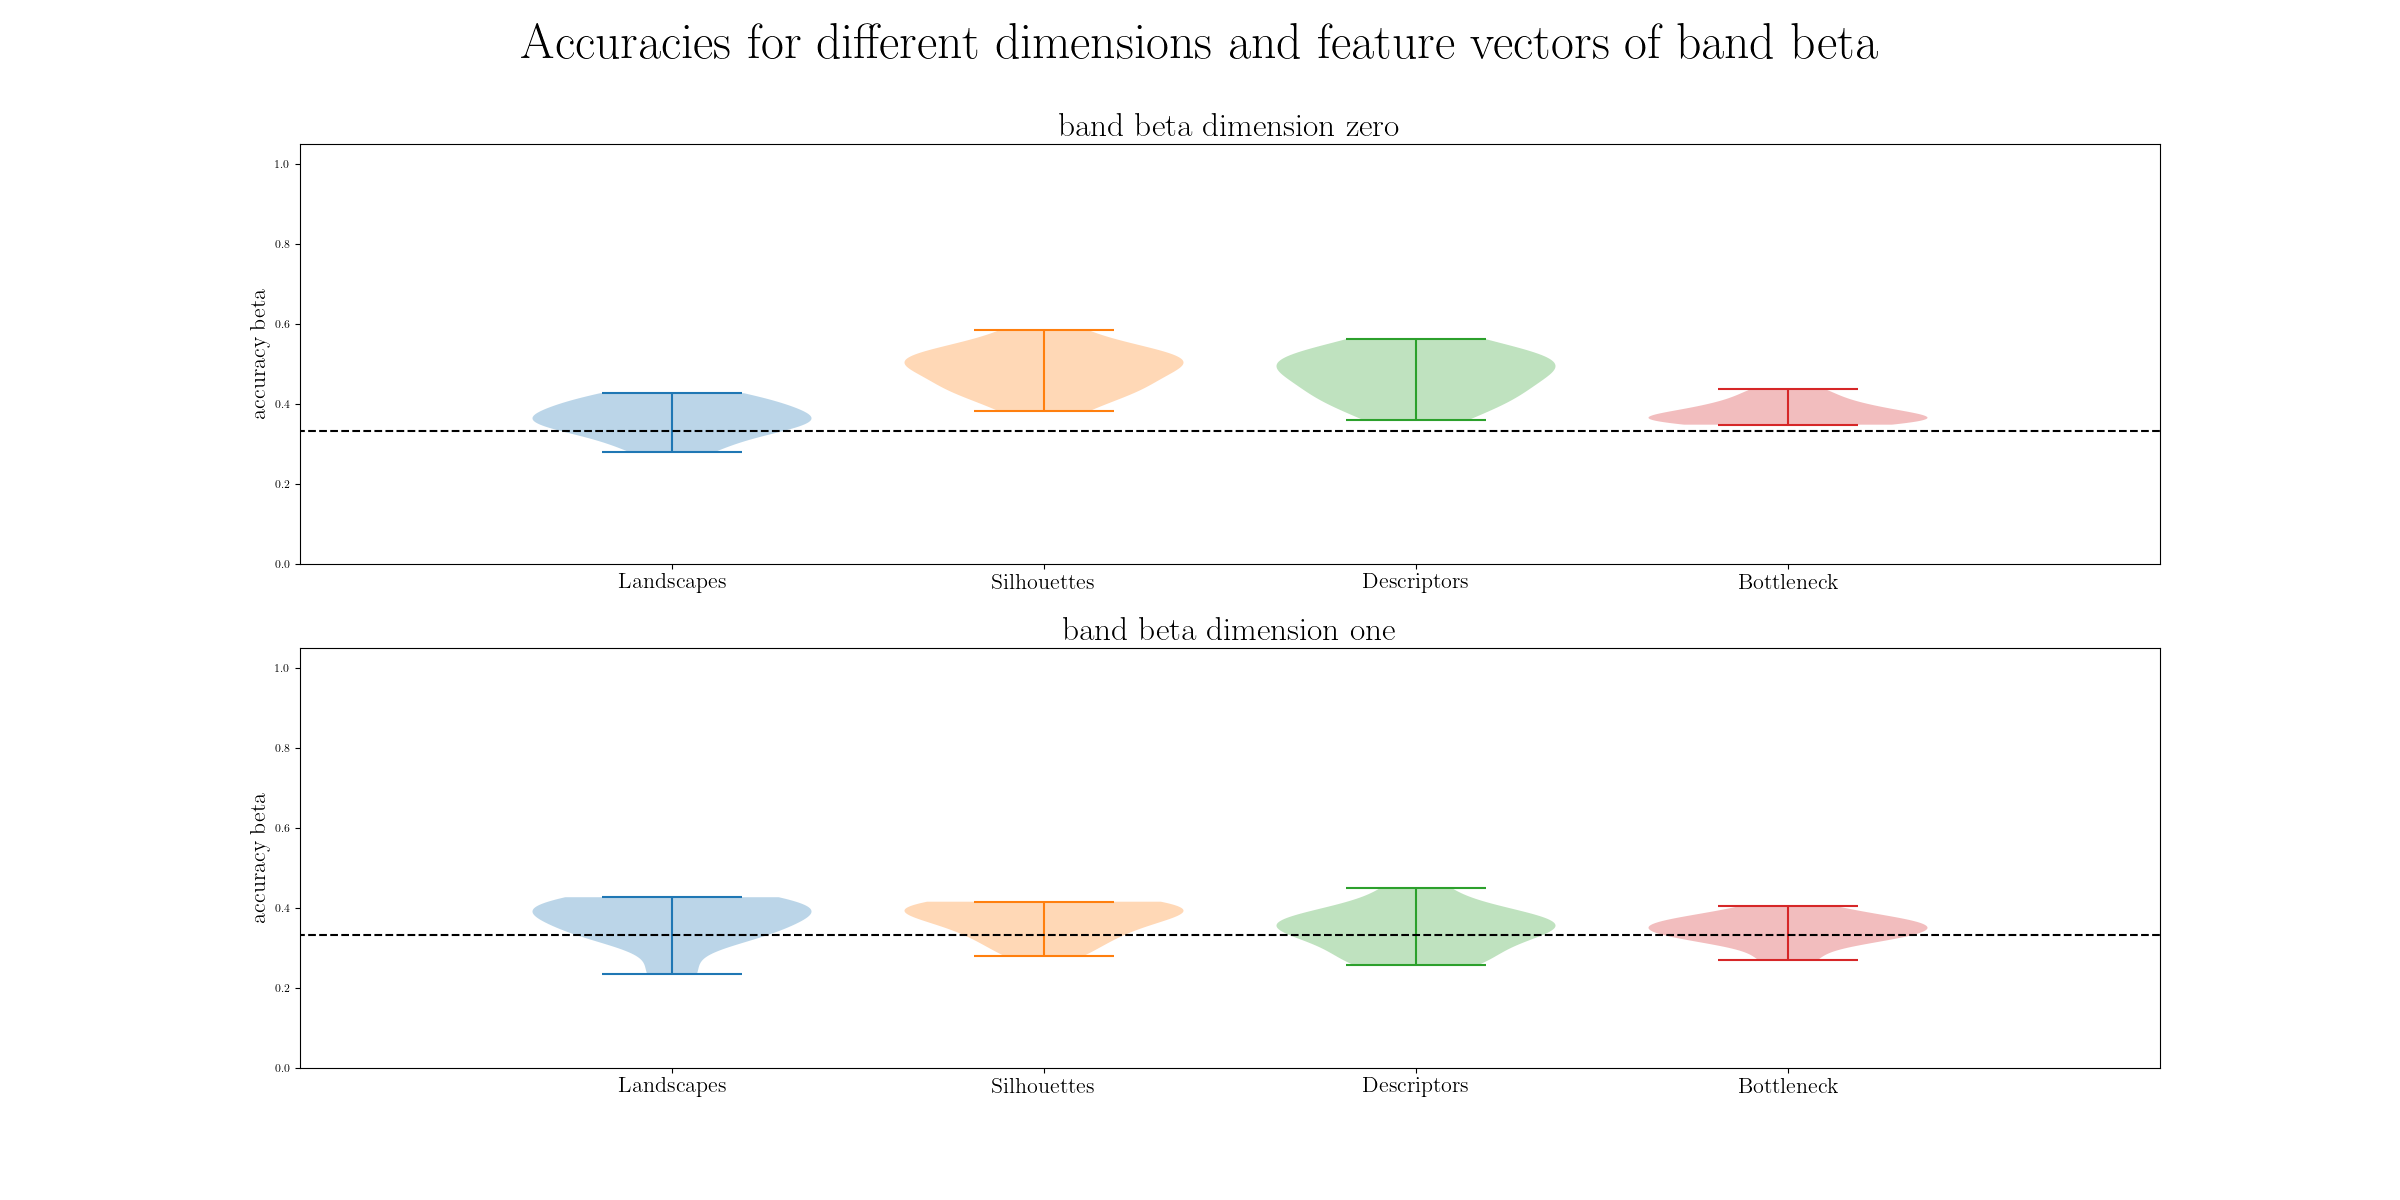 Accuracies for different dimensions and feature vectors of band beta
band beta dimension zero
accuracy beta
1.0
0.8
0.6
0.4
0.2
0.0
Landscapes Silhouettes Descriptors Bottleneck
band beta dimension one
accuracy beta
1.0
0.8
0.6
0.4
0.2
0.0
Landscapes Silhouettes Descriptors Bottleneck